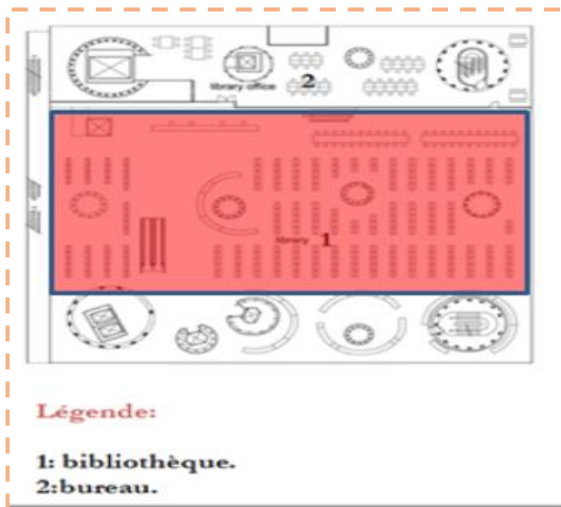 library office 2
library 1
Légende:
1: bibliothèque.
2:bureau.